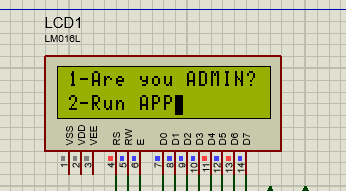 LCD1
LM016L
1-Are you ADMIN?
2-Run APP
VSS VDD VEE RS RW E D0 D1 D2 D3 D4 D5 D6 D7
1 2 3 4 5 6 7 8 9 10 11 12 13 14